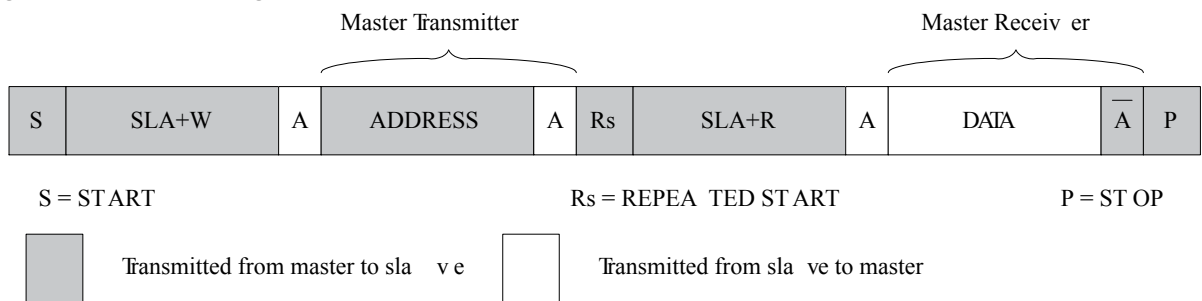 Master Transmitter Master Receiv er
S SLA+W A ADDRESS A Rs SLA+R A DATA A̅ P
S = ST ART Rs = REPEA TED ST ART P = ST OP
Transmitted from master to sla v e Transmitted from sla ve to master